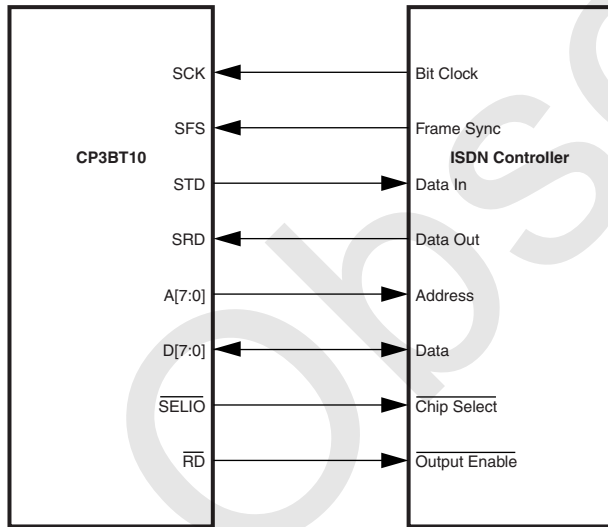 SCK Bit Clock
SFS Frame Sync
CP3BT10 ISDN Controller
STD Data In
SRD Data Out
A[7:0] Address
D[7:0] Data
SELIO Chip Select
RD Output Enable